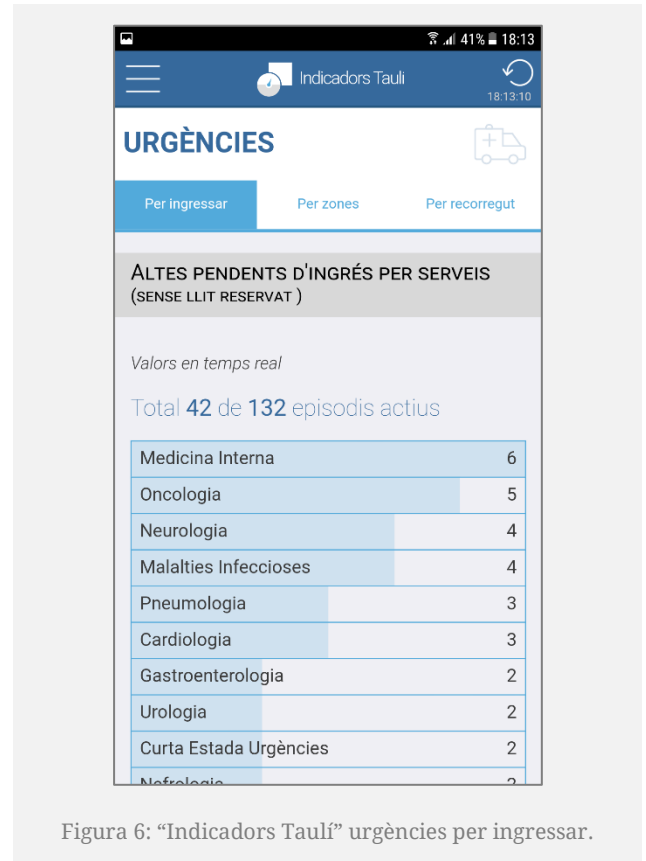 41% 18:13
Indicadors Taulí
18:13:10
URGÈNCIES
Per ingressar Per zones Per recorregut
ALTES PENDENTS D'INGRÉS PER SERVEIS
(SENSE LLIT RESERVAT )
Valors en temps real
Total 42 de 132 episodis actius
Medicina Interna 6
Oncologia 5
Neurologia 4
Malalties Infeccioses 4
Pneumologia 3
Cardiologia 3
Gastroenterologia 2
Urologia 2
Curta Estada Urgències 2
Nefrologia 2
Figura 6: “Indicadors Taulí” urgències per ingressar.